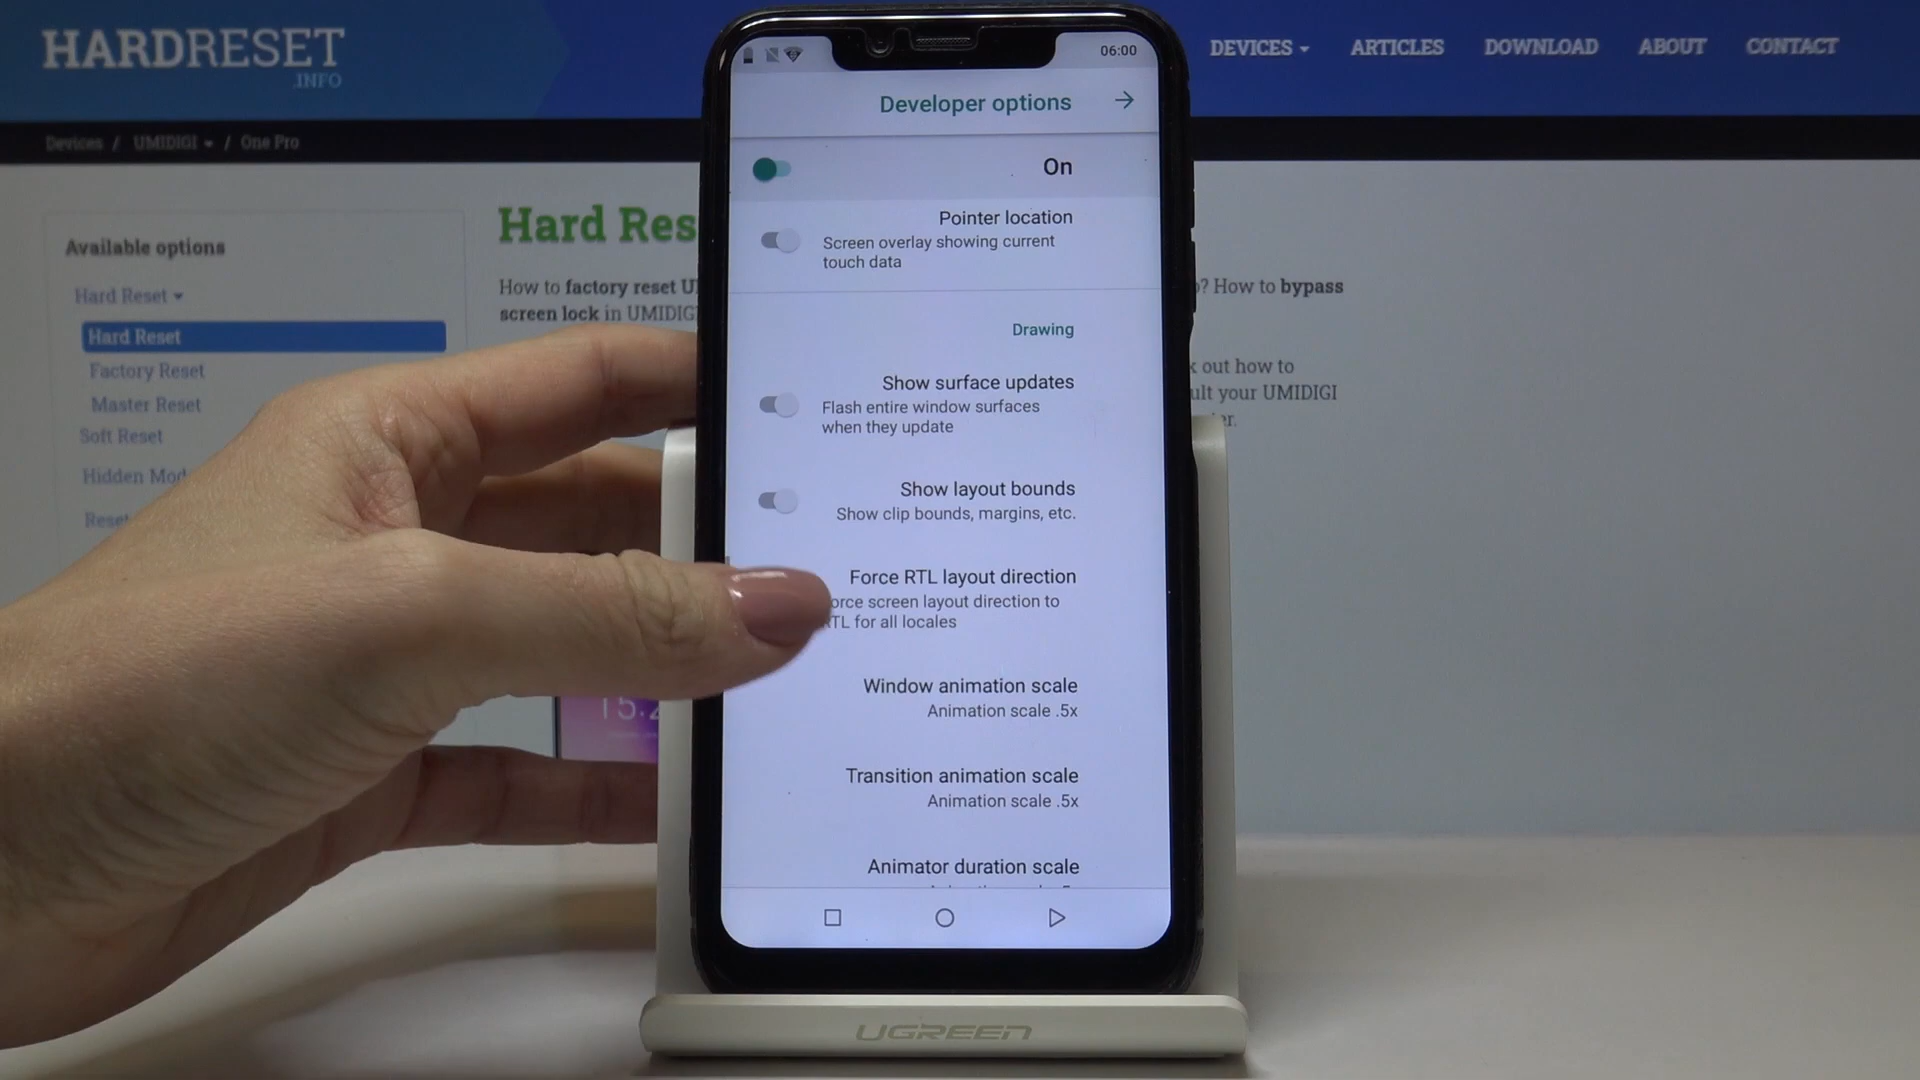 HARDRESET
.INFO
DEVICES
ARTICLES
DOWNLOAD
ABOUT
CONTACT
Devices / UMIDIGI / One Pro
Available options
Hard Reset
Hard Reset
Factory Reset
Master Reset
Soft Reset
Hidden
Reset
Hard
How to factory reset
screen lock in UMIDIGI
? How to bypass
out how to
your UMIDIGI
06:00
Developer options
On
Pointer location
Screen overlay showing current
touch data
Drawing
Show surface updates
Flash entire window surfaces
when they update
Show layout bounds
Show clip bounds, margins, etc.
Force RTL layout direction
screen layout direction to
RTL for all locales
Window animation scale
Animation scale .5x
Transition animation scale
Animation scale .5x
Animator duration scale
UGREEN